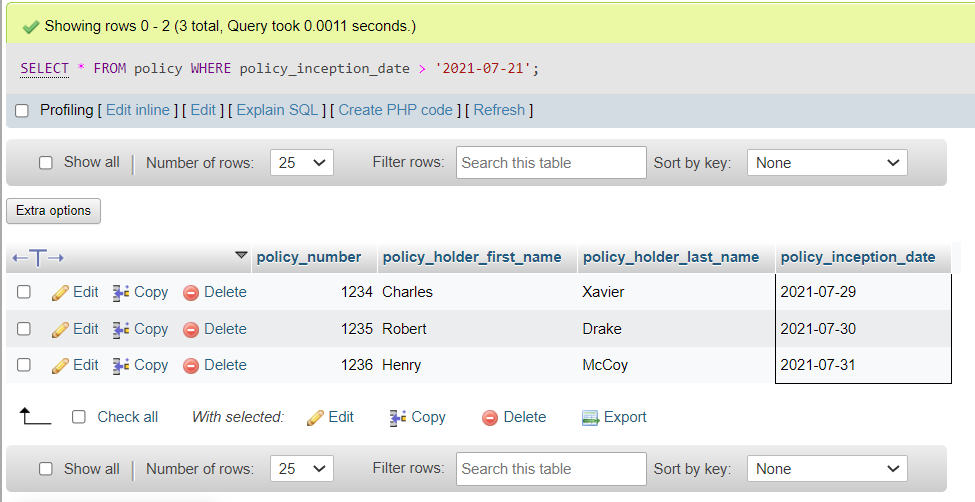 Showing rows 0 - 2 (3 total, Query took 0.0011 seconds.)
SELECT * FROM policy WHERE policy_inception_date > '2021-07-21';
Profiling [ Edit inline ] [ Edit ] [ Explain SQL ] [ Create PHP code ] [ Refresh ]
Show all | Number of rows: 25 Filter rows: Search this table Sort by key: None
Extra options
policy_number policy_holder_first_name policy_holder_last_name policy_inception_date
Edit Copy Delete 1234 Charles Xavier 2021-07-29
Edit Copy Delete 1235 Robert Drake 2021-07-30
Edit Copy Delete 1236 Henry McCoy 2021-07-31
Check all With selected: Edit Copy Delete Export
Show all | Number of rows: 25 Filter rows: Search this table Sort by key: None